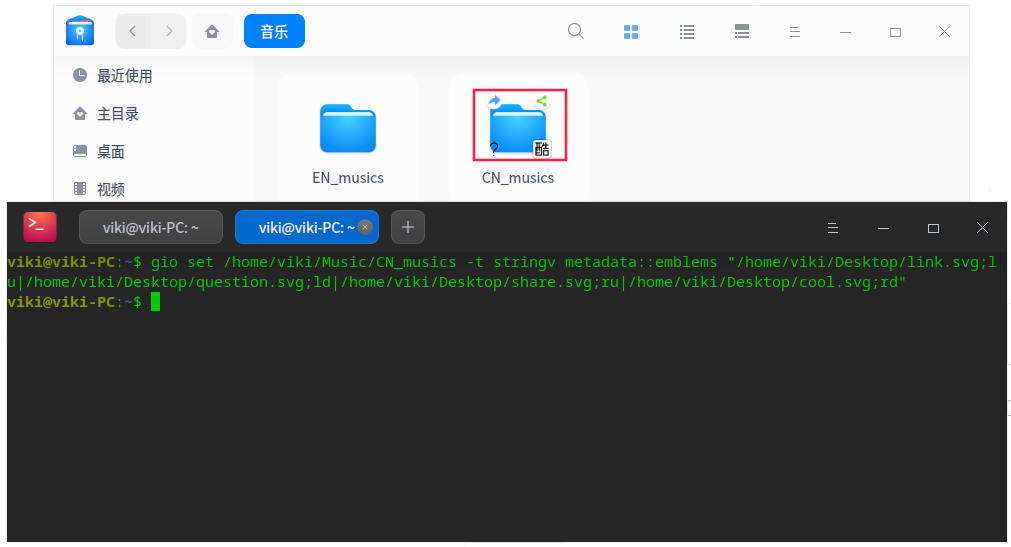 音乐
最近使用
主目录
桌面
视频
EN_musics
? 酷
CN_musics
>_ viki@viki-PC: ~ viki@viki-PC: ~ × +
viki@viki-PC:~$ gio set /home/viki/Music/CN_musics -t stringv metadata::emblems "/home/viki/Desktop/link.svg;l
u|/home/viki/Desktop/question.svg;ld|/home/viki/Desktop/share.svg;ru|/home/viki/Desktop/cool.svg;rd"
viki@viki-PC:~$